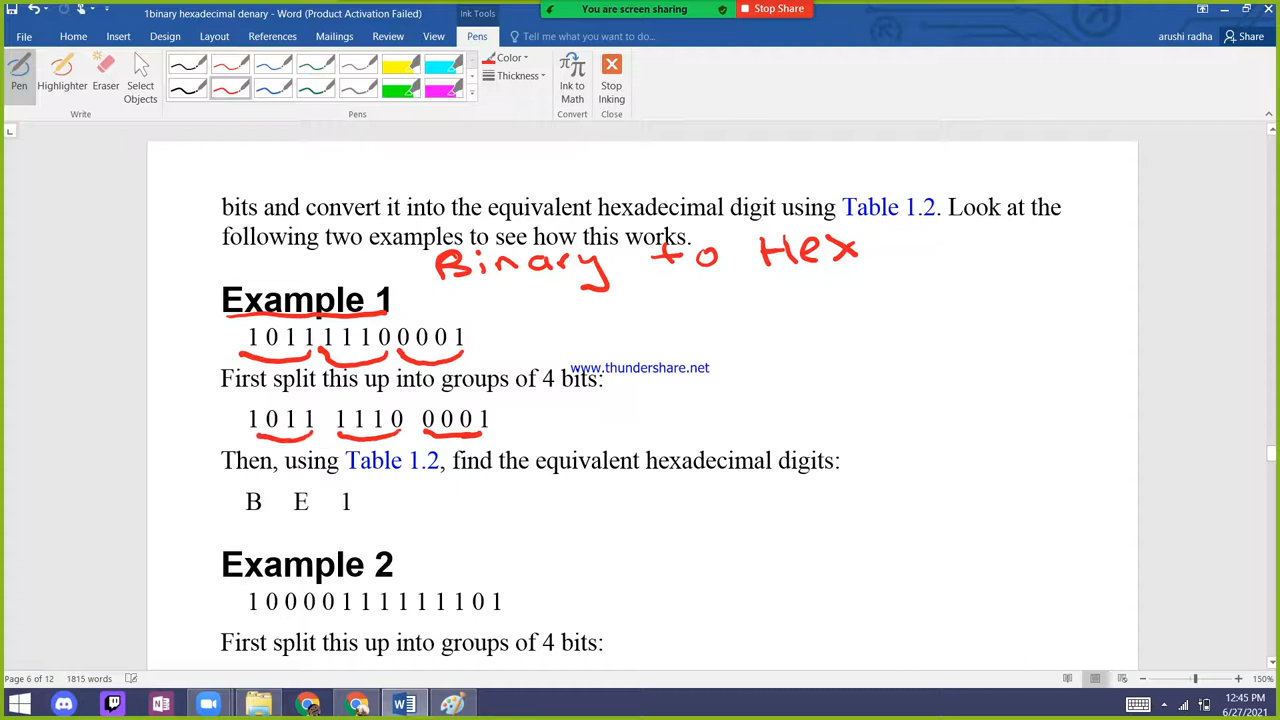 1binary hexadecimal denary - Word (Product Activation Failed)
Ink Tools
You are screen sharing
Stop Share
File Home Insert Design Layout References Mailings Review View Pens Tell me what you want to do... arushi radha Share
Pen Highlighter Eraser Select Objects
Color
Thickness
Ink to Math
Stop Inking
Write Pens Convert Close
bits and convert it into the equivalent hexadecimal digit using Table 1.2. Look at the
following two examples to see how this works.
Binary to Hex
Example 1
1 0 1 1 1 1 1 0 0 0 0 1
www.thundershare.net
First split this up into groups of 4 bits:
1 0 1 1 1 1 1 0 0 0 0 1
Then, using Table 1.2, find the equivalent hexadecimal digits:
B E 1
Example 2
1 0 0 0 0 1 1 1 1 1 1 1 0 1
First split this up into groups of 4 bits:
Page 6 of 12 1815 words 150%
12:45 PM
6/27/2021